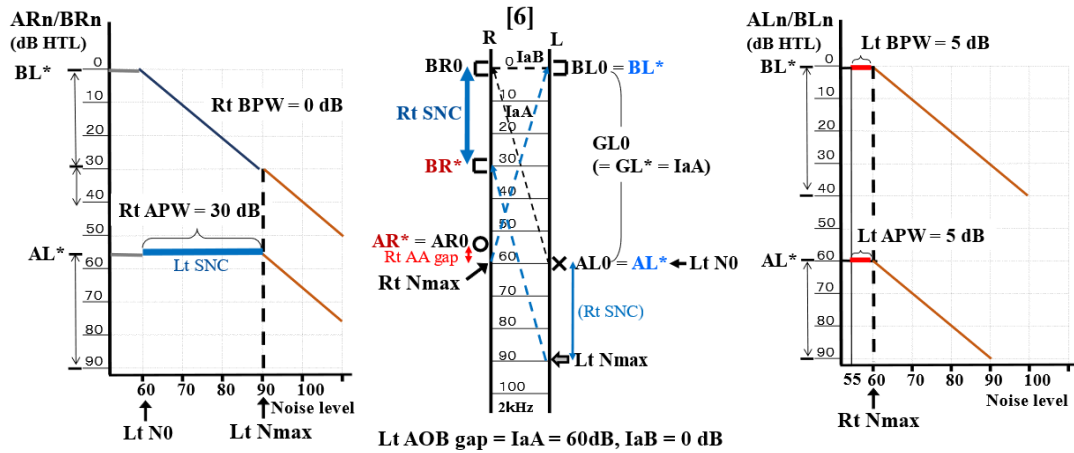 ARn/BRn
(dB HTL)
BL*
0
10
20
30
40
50
60
70
80
90
Rt BPW = 0 dB
Rt APW = 30 dB
Lt SNC
AL*
60 70 80 90 100
Noise level
Lt N0
Lt Nmax
[6]
R L
IaB
0
BR0
BL0 = BL*
10
IaA
20
Rt SNC
GL0
(= GL* = IaA)
BR*
30
40
50
AR* = AR0
Rt AA gap
60
AL0 = AL*
Lt N0
Rt Nmax
70
(Rt SNC)
80
90
Lt Nmax
100
2kHz
Lt AOB gap = IaA = 60dB, IaB = 0 dB
ALn/BLn
(dB HTL)
Lt BPW = 5 dB
BL*
0
10
20
30
40
50
Lt APW = 5 dB
AL*
60
70
80
90
55 60 70 80 90 100
Noise level
Rt Nmax